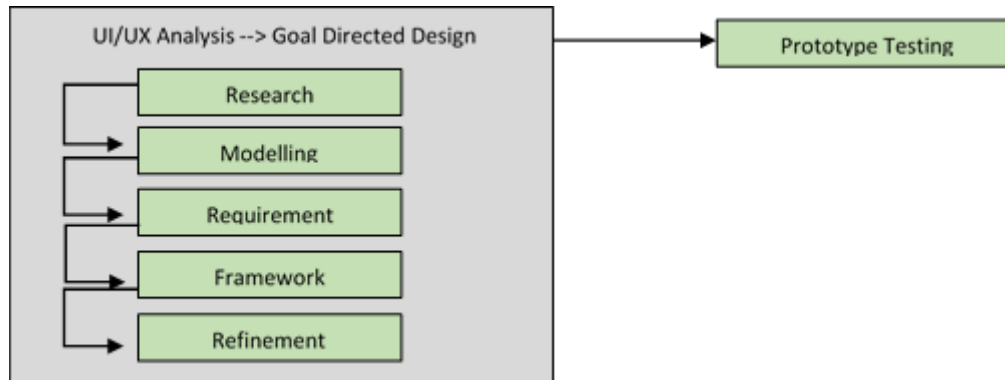 UI/UX Analysis --> Goal Directed Design
Prototype Testing
Research
Modelling
Requirement
Framework
Refinement